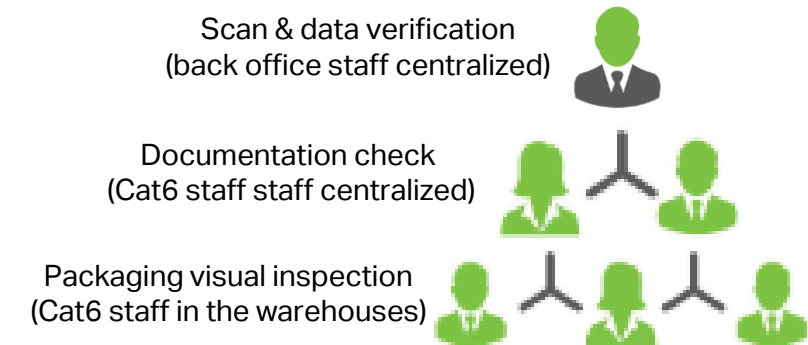 Scan & data verification
(back office staff centralized)
Documentation check
(Cat6 staff staff centralized)
Packaging visual inspection
(Cat6 staff in the warehouses)